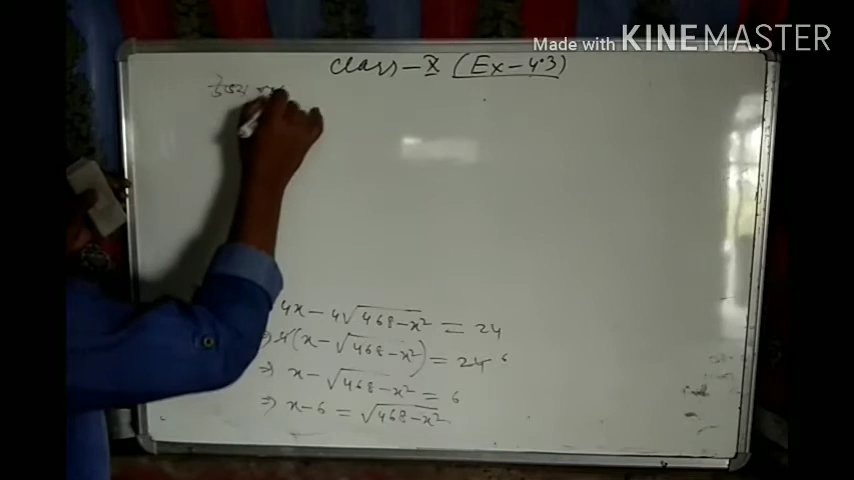 Made with KINEMASTER
Class-X (Ex-4.3)
4x - 4√(468-x²) = 24
⇒ 4(x - √(468-x²)) = 24 6
⇒ x - √(468-x²) = 6
⇒ x - 6 = √(468-x²)